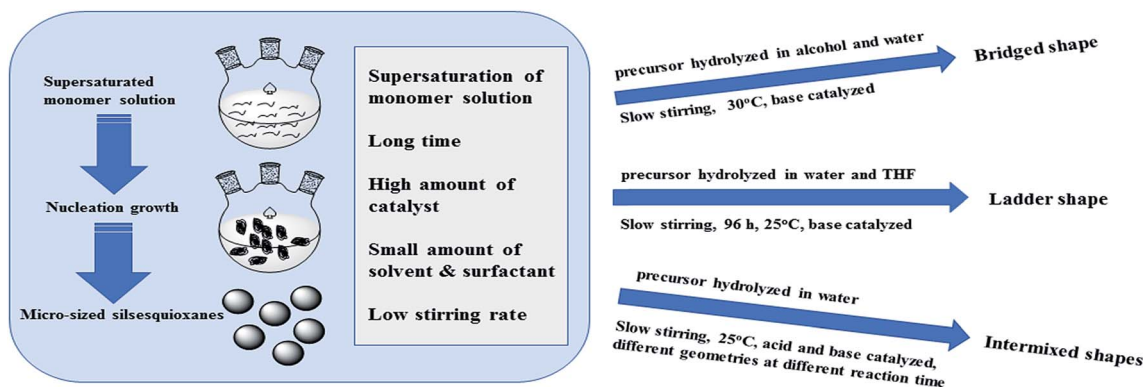 Supersaturated
monomer solution
Nucleation growth
Micro-sized silsesquioxanes
Supersaturation of
monomer solution
Long time
High amount of
catalyst
Small amount of
solvent & surfactant
Low stirring rate
precursor hydrolyzed in alcohol and water
Slow stirring, 30°C, base catalyzed
Bridged shape
precursor hydrolyzed in water and THF
Slow stirring, 96 h, 25°C, base catalyzed
Ladder shape
precursor hydrolyzed in water
Slow stirring, 25°C, acid and base catalyzed,
different geometries at different reaction time
Intermixed shapes